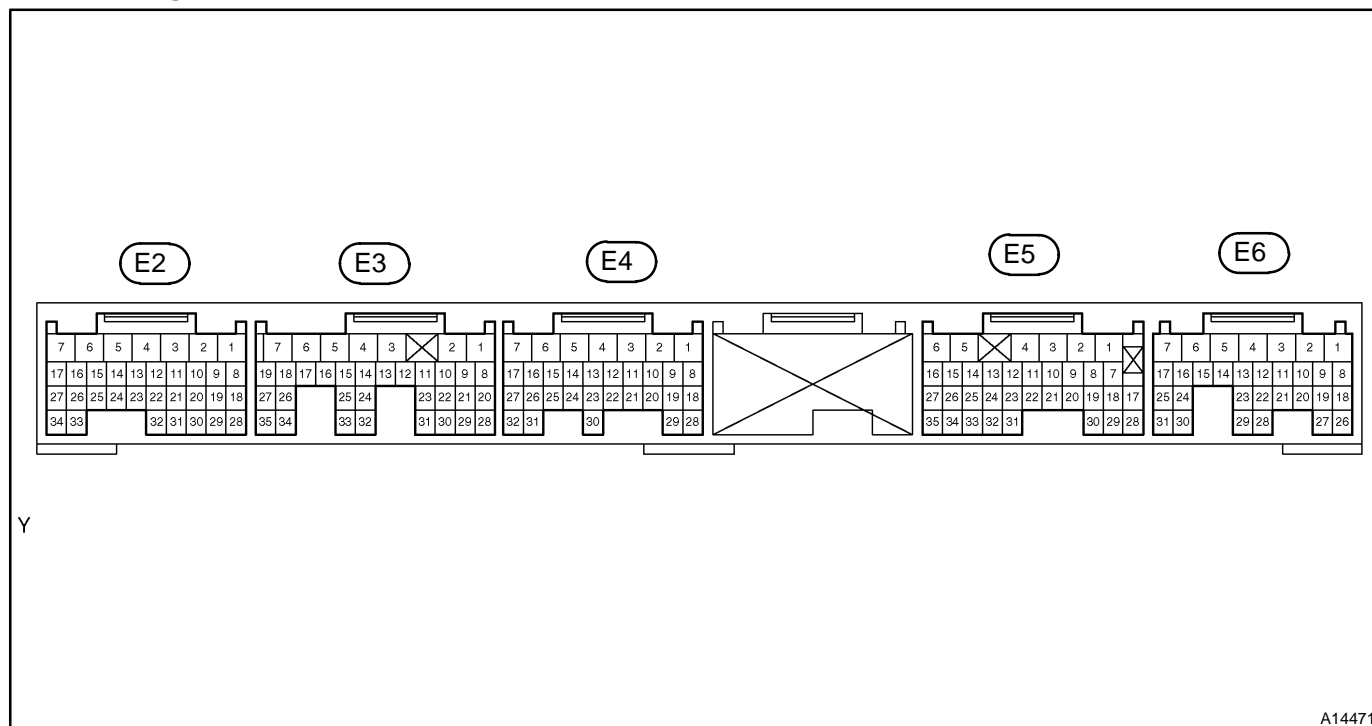 E2 E3 E4 E5 E6
7 6 5 4 3 2 1 7 6 5 4 3 2 1 7 6 5 4 3 2 1 6 5 4 3 2 1 7 6 5 4 3 2 1
17 16 15 14 13 12 11 10 9 8 19 18 17 16 15 14 13 12 11 10 9 8 17 16 15 14 13 12 11 10 9 8 16 15 14 13 12 11 10 9 8 7 17 16 15 14 13 12 11 10 9 8
27 26 25 24 23 22 21 20 19 18 27 26 25 24 23 22 21 20 27 26 25 24 23 22 21 20 19 18 27 26 25 24 23 22 21 20 19 18 17 25 24 23 22 21 20 19 18
34 33 32 31 30 29 28 35 34 33 32 31 30 29 28 32 31 30 29 28 35 34 33 32 31 30 29 28 31 30 29 28 27 26
Y
A14471